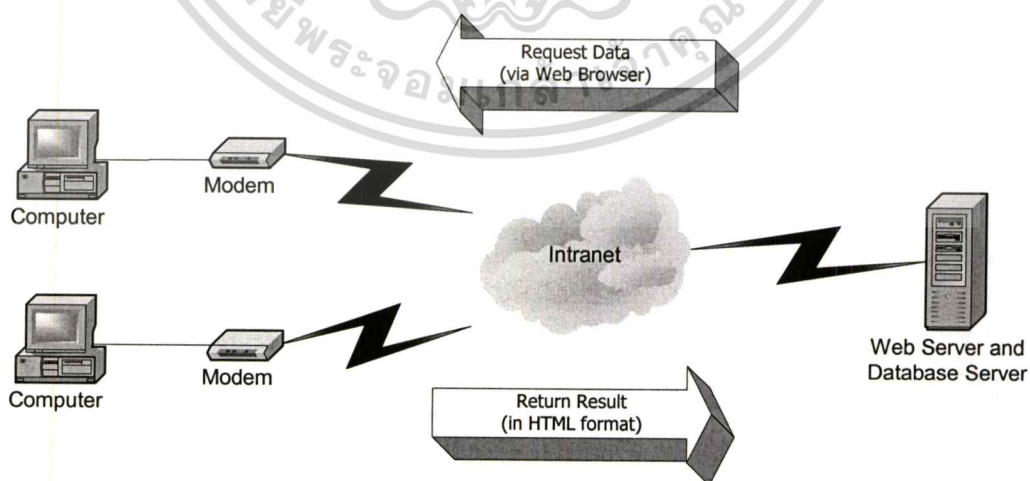 Request Data
(via Web Browser)
Modem
Computer
Intranet
Web Server and
Database Server
Modem
Computer
Return Result
(in HTML format)